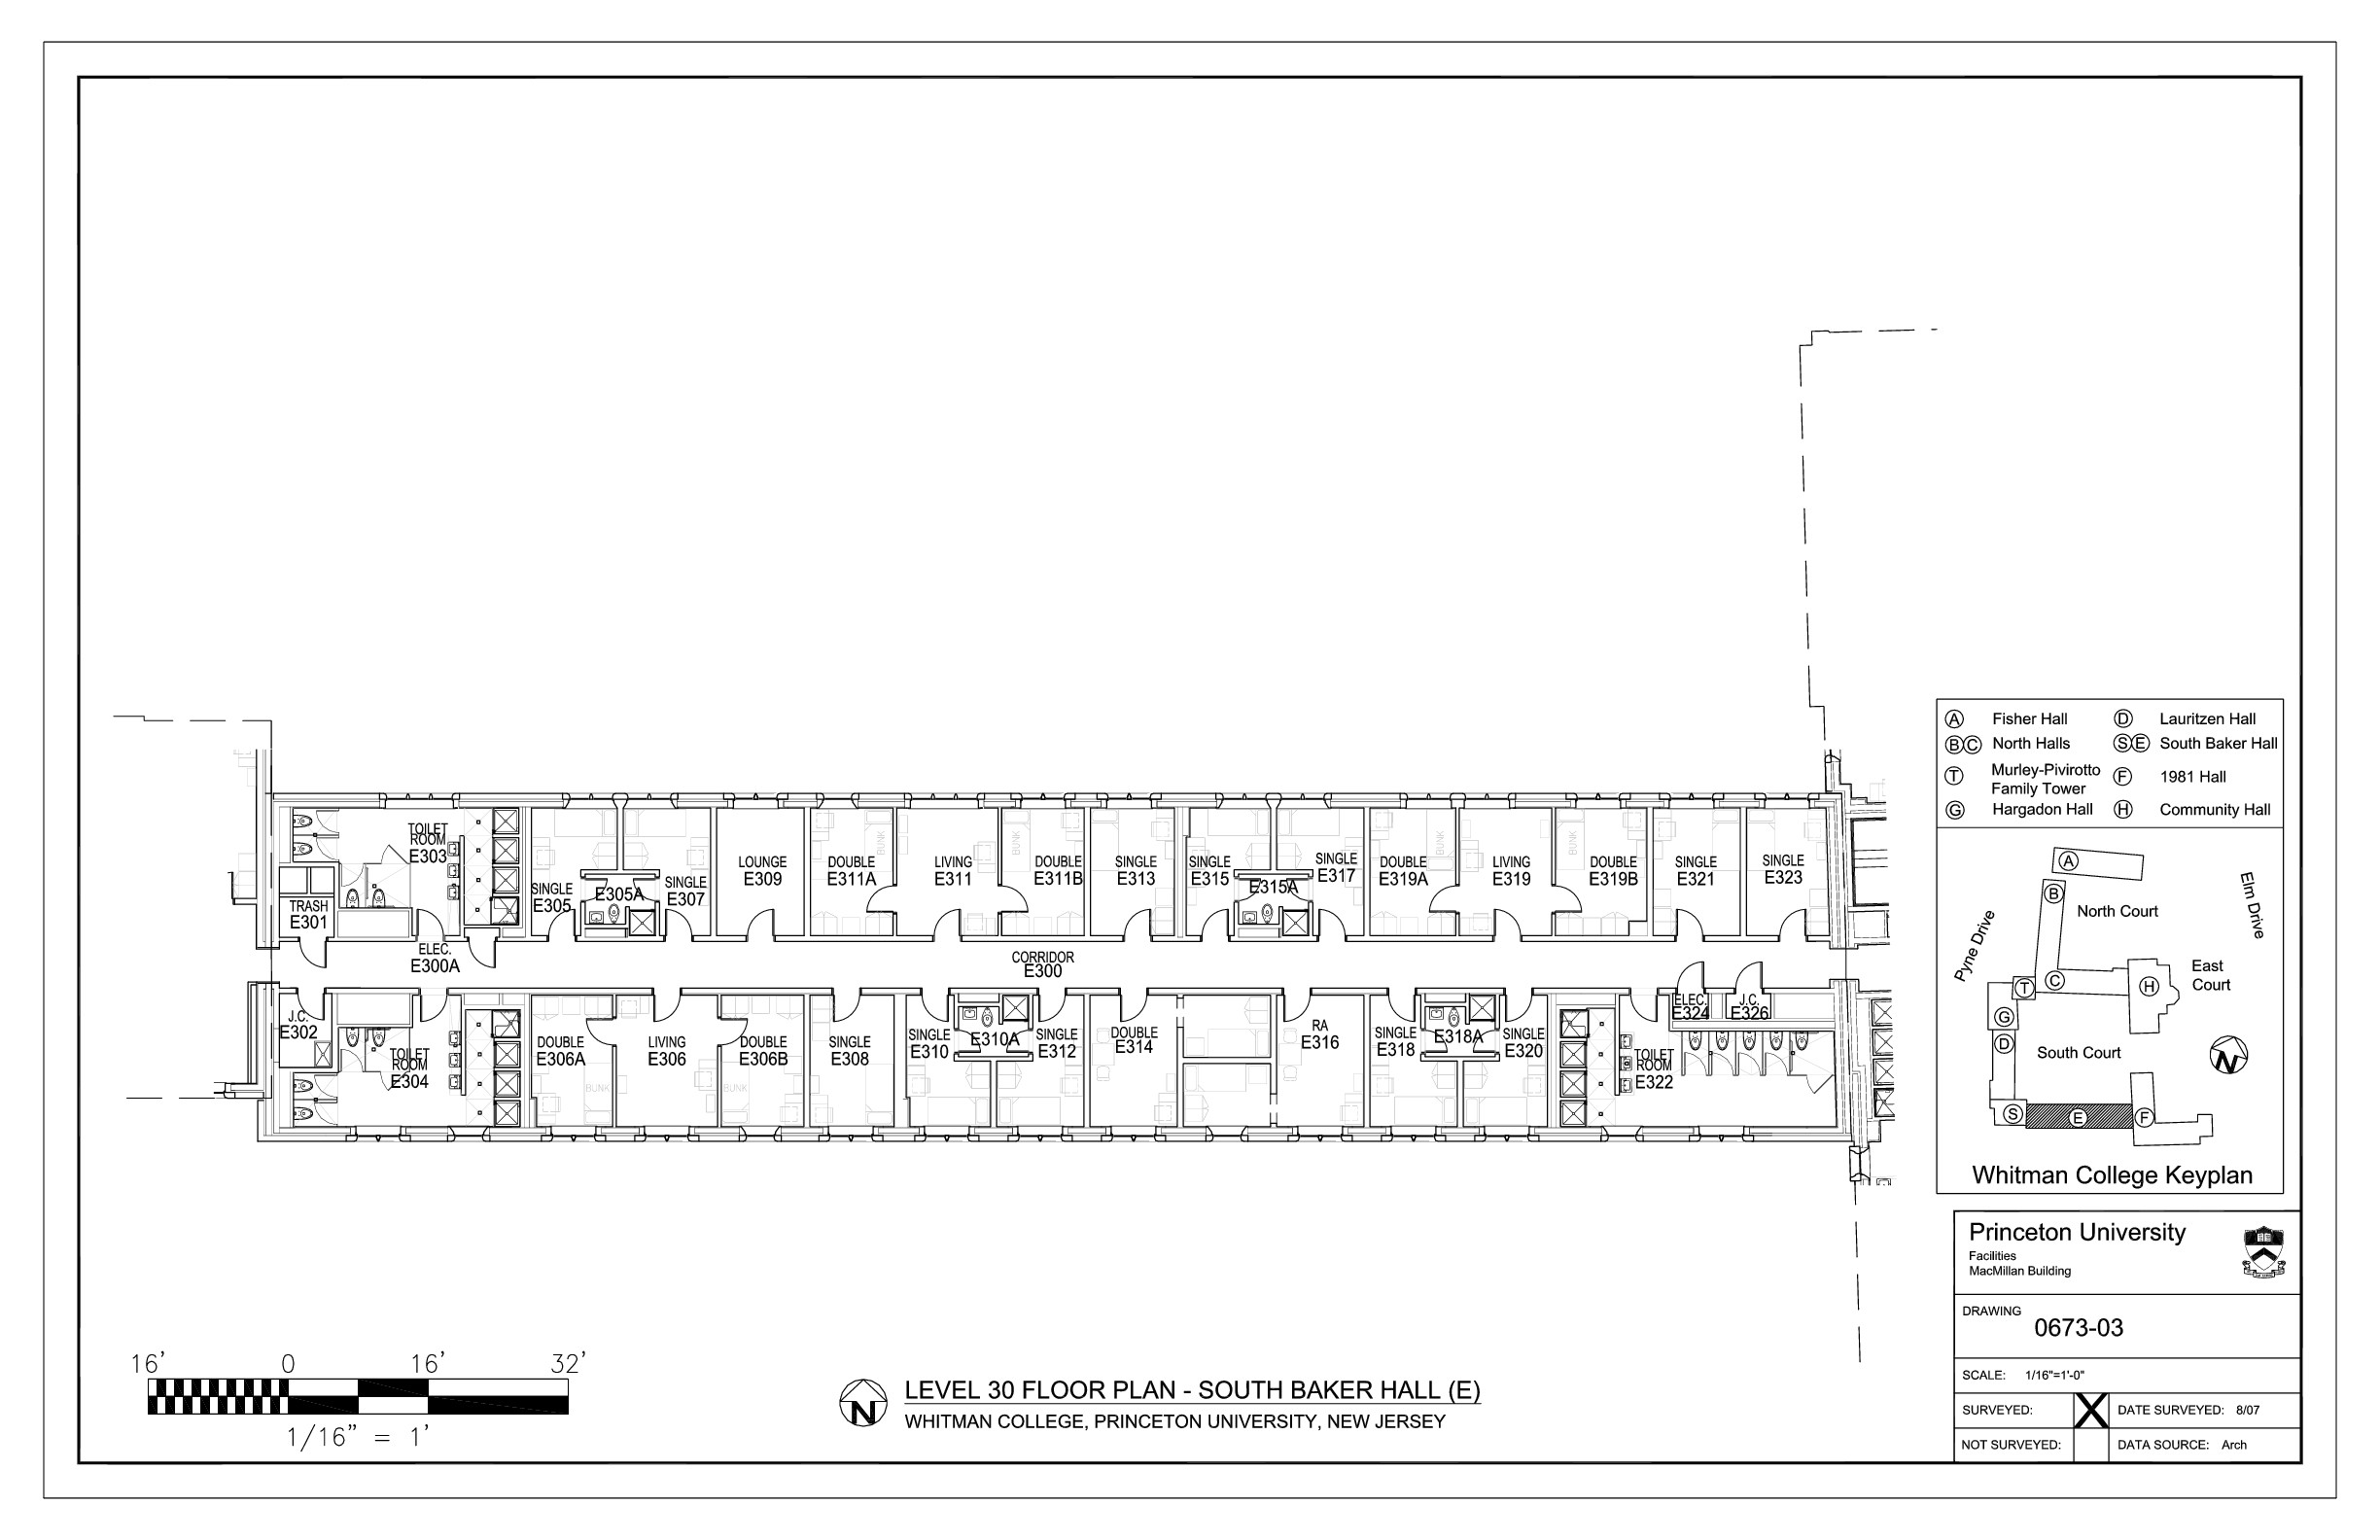 TOILET
ROOM
E303
TRASH
E301
ELEC.
E300A
SINGLE
E305
E305A
SINGLE
E307
LOUNGE
E309
DOUBLE
E311A
BUNK
LIVING
E311
BUNK
DOUBLE
E311B
SINGLE
E313
SINGLE
E315
E315A
SINGLE
E317
DOUBLE
E319A
BUNK
LIVING
E319
BUNK
DOUBLE
E319B
SINGLE
E321
SINGLE
E323
CORRIDOR
E300
J.C.
E302
TOILET
ROOM
E304
DOUBLE
E306A
BUNK
LIVING
E306
DOUBLE
E306B
BUNK
SINGLE
E308
SINGLE
E310
E310A
SINGLE
E312
DOUBLE
E314
RA
E316
SINGLE
E318
E318A
SINGLE
E320
TOILET
ROOM
E322
ELEC.
E324
J.C.
E326
A Fisher Hall
D Lauritzen Hall
B C North Halls
S E South Baker Hall
T Murley-Pivirotto
Family Tower
F 1981 Hall
G Hargadon Hall
H Community Hall
A
B
North Court
Elm Drive
Pyne Drive
East
Court
C
T
H
G
D
South Court
N
S
E
F
Whitman College Keyplan
Princeton University
Facilities
MacMillan Building
DRAWING
0673-03
SCALE: 1/16"=1'-0"
SURVEYED: X DATE SURVEYED: 8/07
NOT SURVEYED: DATA SOURCE: Arch
16' 0 16' 32'
1/16" = 1'
N
LEVEL 30 FLOOR PLAN - SOUTH BAKER HALL (E)
WHITMAN COLLEGE, PRINCETON UNIVERSITY, NEW JERSEY